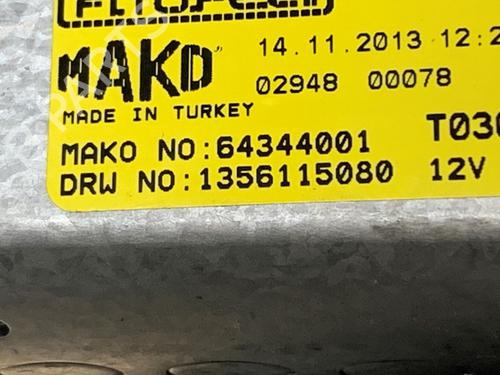 MAKO
14.11.2013 12:2
02948 00078
MADE IN TURKEY
MAKO NO:64344001 T030
DRW NO:1356115080 12V